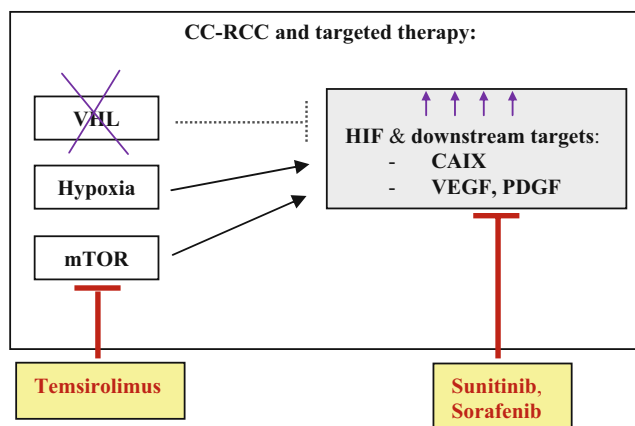 CC-RCC and targeted therapy:
VHL
Hypoxia
mTOR
HIF & downstream targets:
- CAIX
- VEGF, PDGF
Temsirolimus
Sunitinib,
Sorafenib